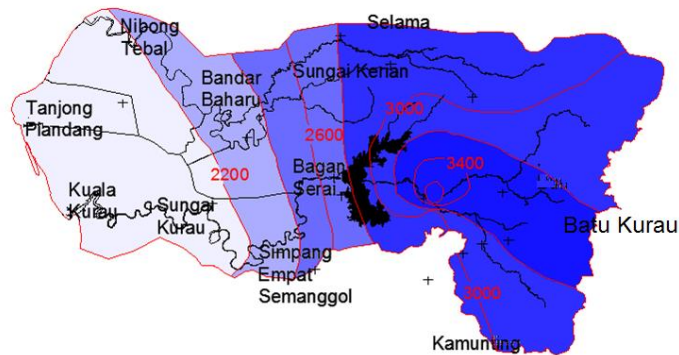 Nibong
Tebal
Selama
Bandar
Baharu
Sungai Kerian
Tanjong
Piandang
3000
2600
2200
Bagan
Serai
3400
Kuala
Kurau
Sungai
Kurau
Batu Kurau
Simpang
Empat
Semanggol
3000
Kamunting